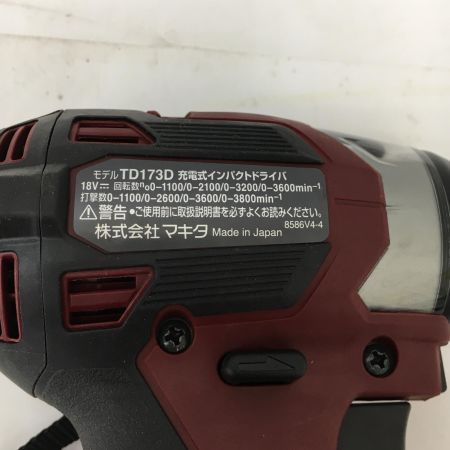 モデル TD173D 充電式インパクトドライバ
18V⎓ 回転数n₀0-1100/0-2100/0-3200/0-3600min⁻¹
打撃数0-1100/0-2600/0-3600/0-3800min⁻¹
⚠警告 ●ご使用前に取扱説明書を必ずよくお読みください。
株式会社 マキタ Made in Japan 8586V4-4